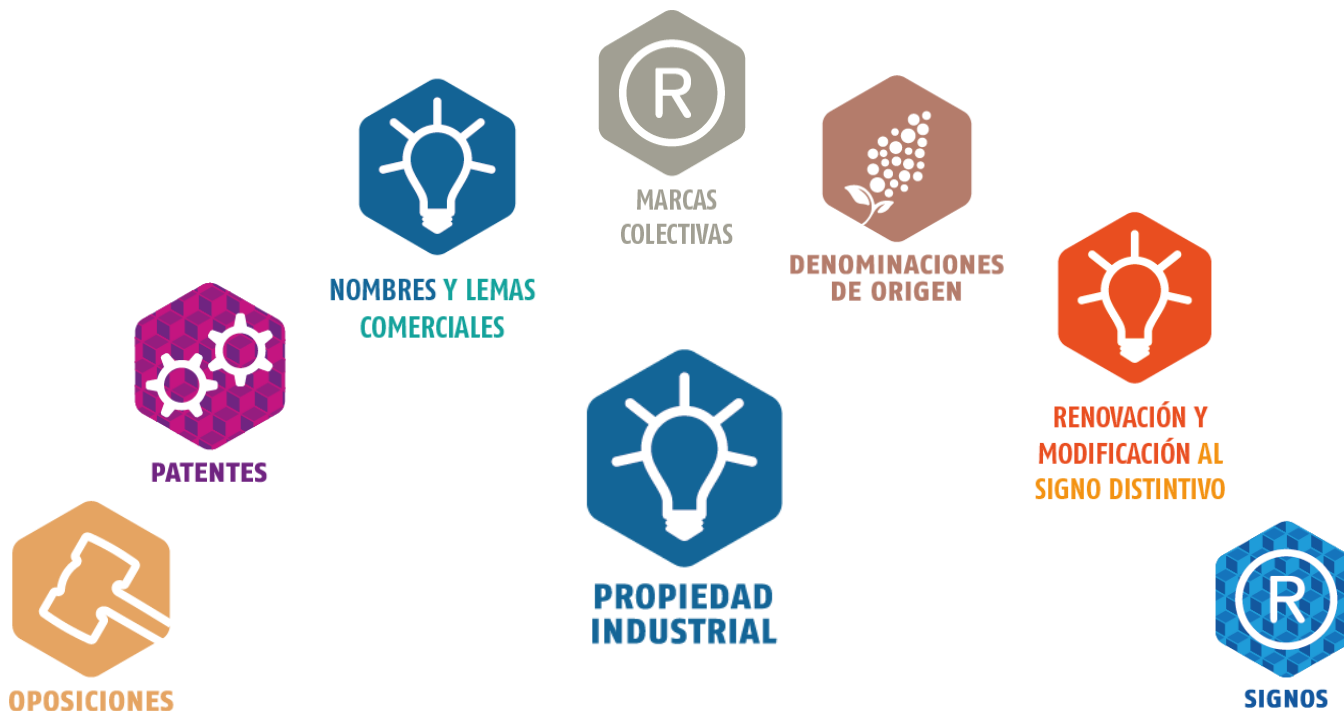 R
MARCAS
COLECTIVAS
DENOMINACIONES
DE ORIGEN
NOMBRES Y LEMAS
COMERCIALES
RENOVACIÓN Y
MODIFICACIÓN AL
SIGNO DISTINTIVO
PATENTES
PROPIEDAD
INDUSTRIAL
R
OPOSICIONES
SIGNOS